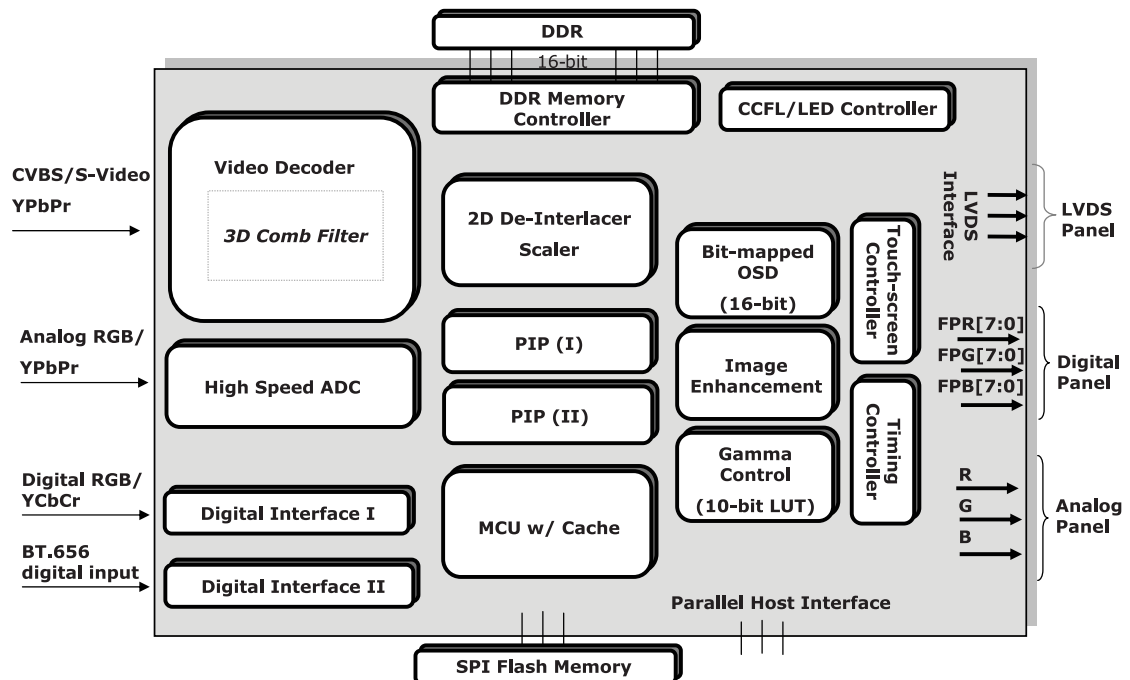 DDR
16-bit
DDR Memory
Controller
CCFL/LED Controller
CVBS/S-Video
YPbPr
Video Decoder
3D Comb Filter
2D De-Interlacer
Scaler
Bit-mapped
OSD
(16-bit)
Touch-screen
Controller
LVDS
Interface
LVDS
Panel
Analog RGB/
YPbPr
High Speed ADC
PIP (I)
PIP (II)
Image
Enhancement
FPR[7:0]
FPG[7:0]
FPB[7:0]
Digital
Panel
Digital RGB/
YCbCr
Digital Interface I
BT.656
digital input
Digital Interface II
MCU w/ Cache
Gamma
Control
(10-bit LUT)
Timing
Controller
R
G
B
Analog
Panel
Parallel Host Interface
SPI Flash Memory